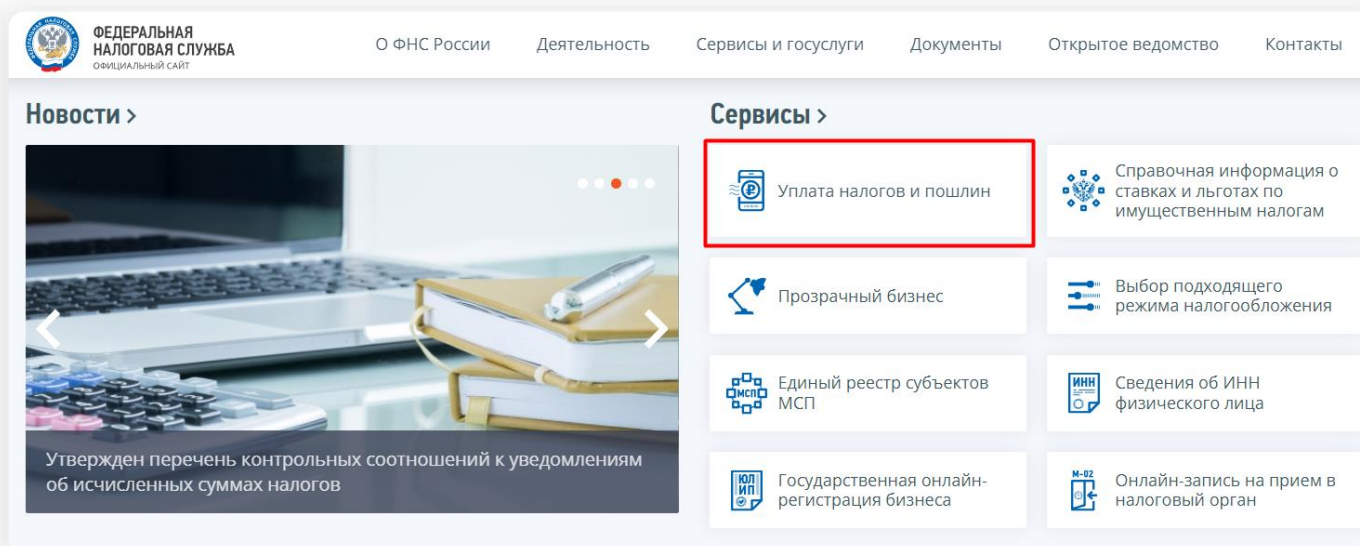 ФЕДЕРАЛЬНАЯ
НАЛОГОВАЯ СЛУЖБА
ОФИЦИАЛЬНЫЙ САЙТ
О ФНС России
Деятельность
Сервисы и госуслуги
Документы
Открытое ведомство
Контакты
Новости >
Утвержден перечень контрольных соотношений к уведомлениям
об исчисленных суммах налогов
Сервисы >
Уплата налогов и пошлин
Справочная информация о
ставках и льготах по
имущественным налогам
Прозрачный бизнес
Выбор подходящего
режима налогообложения
МСП
Единый реестр субъектов
МСП
ИНН
Сведения об ИНН
физического лица
ЮЛ
ИП
Государственная онлайн-
регистрация бизнеса
М-02
Онлайн-запись на прием в
налоговый орган